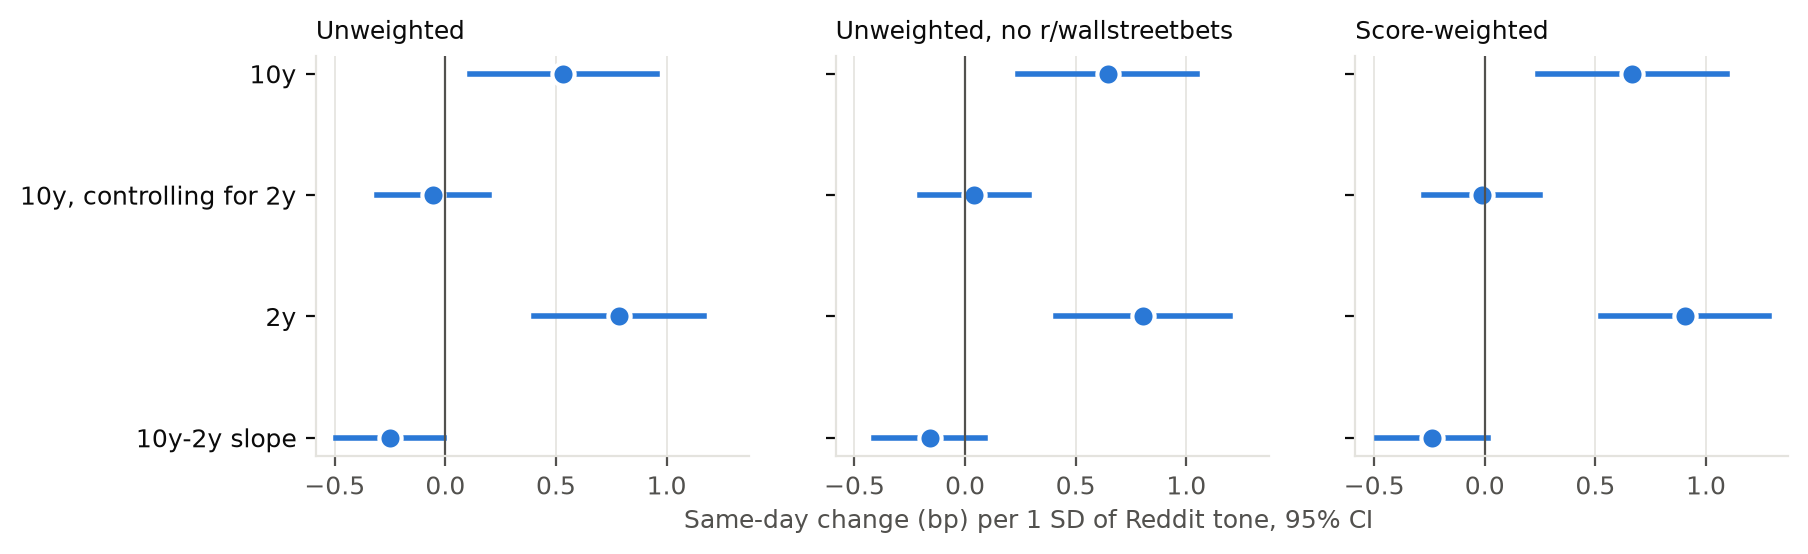 Unweighted
Unweighted, no r/wallstreetbets
Score-weighted
10y
10y, controlling for 2y
2y
10y-2y slope
−0.5 0.0 0.5 1.0
−0.5 0.0 0.5 1.0
−0.5 0.0 0.5 1.0
Same-day change (bp) per 1 SD of Reddit tone, 95% CI